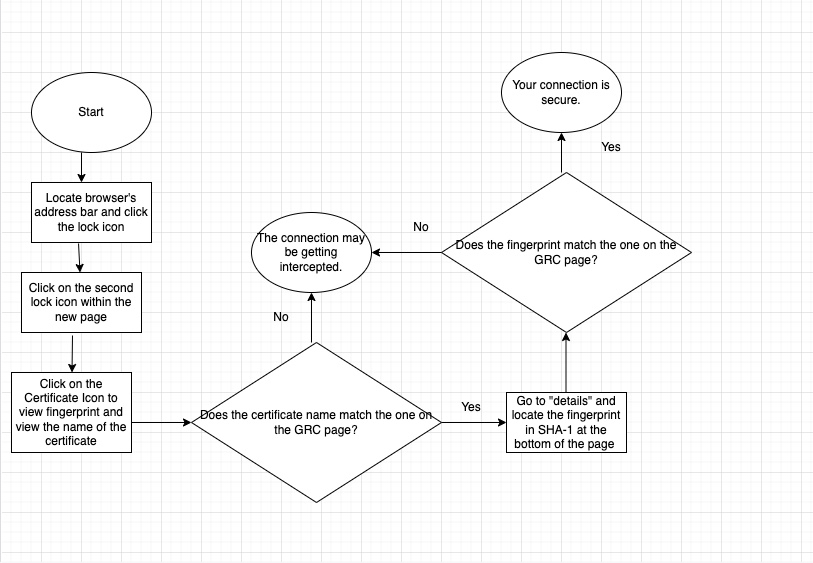 Start
Locate browser's
address bar and click
the lock icon
Click on the second
lock icon within the
new page
Click on the
Certificate Icon to
view fingerprint and
view the name of the
certificate
Does the certificate name match the one on
the GRC page?
No
The connection may
be getting
intercepted.
Yes
Go to "details" and
locate the fingerprint
in SHA-1 at the
bottom of the page
Does the fingerprint match the one on the
GRC page?
No
Yes
Your connection is
secure.